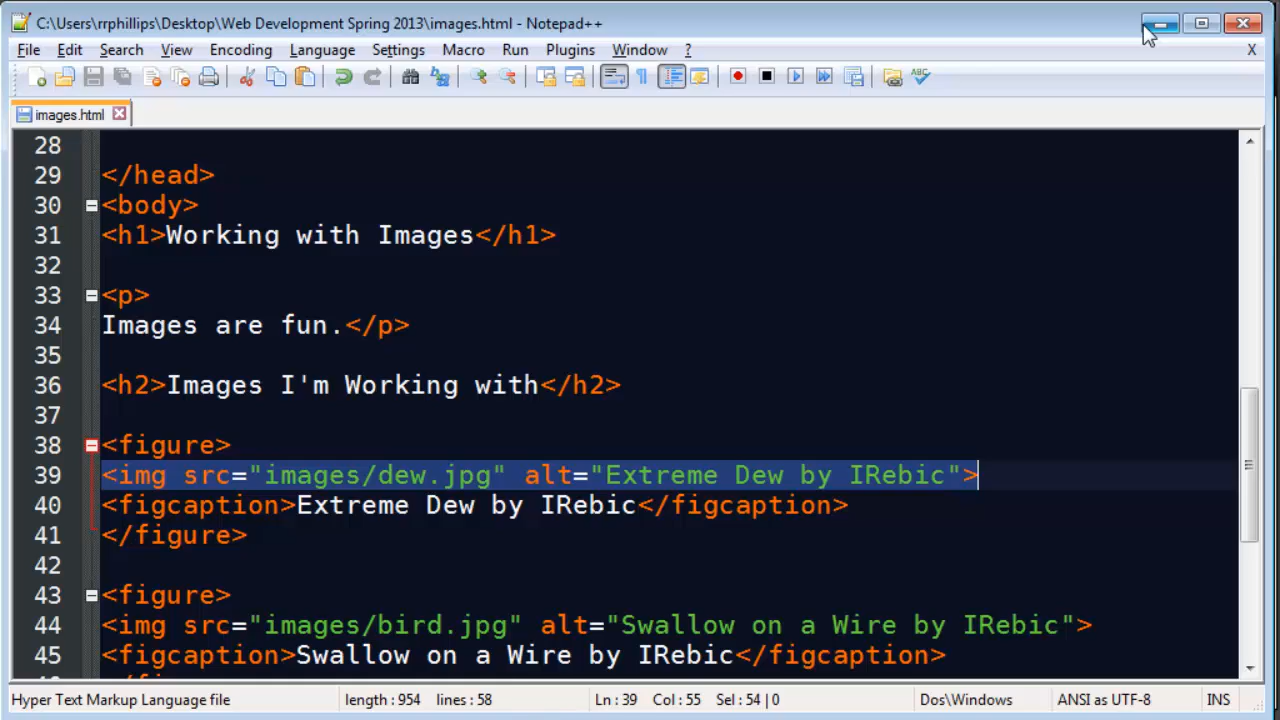 C:\Users\rrphillips\Desktop\Web Development Spring 2013\images.html - Notepad++
File Edit Search View Encoding Language Settings Macro Run Plugins Window ? X
images.html
28
29 </head>
30 <body>
31 <h1>Working with Images</h1>
32
33 <p>
34 Images are fun.</p>
35
36 <h2>Images I'm Working with</h2>
37
38 <figure>
39 <img src="images/dew.jpg" alt="Extreme Dew by IRebic">
40 <figcaption>Extreme Dew by IRebic</figcaption>
41 </figure>
42
43 <figure>
44 <img src="images/bird.jpg" alt="Swallow on a Wire by IRebic">
45 <figcaption>Swallow on a Wire by IRebic</figcaption>
Hyper Text Markup Language file length : 954 lines : 58 Ln : 39 Col : 55 Sel : 54 | 0 Dos\Windows ANSI as UTF-8 INS